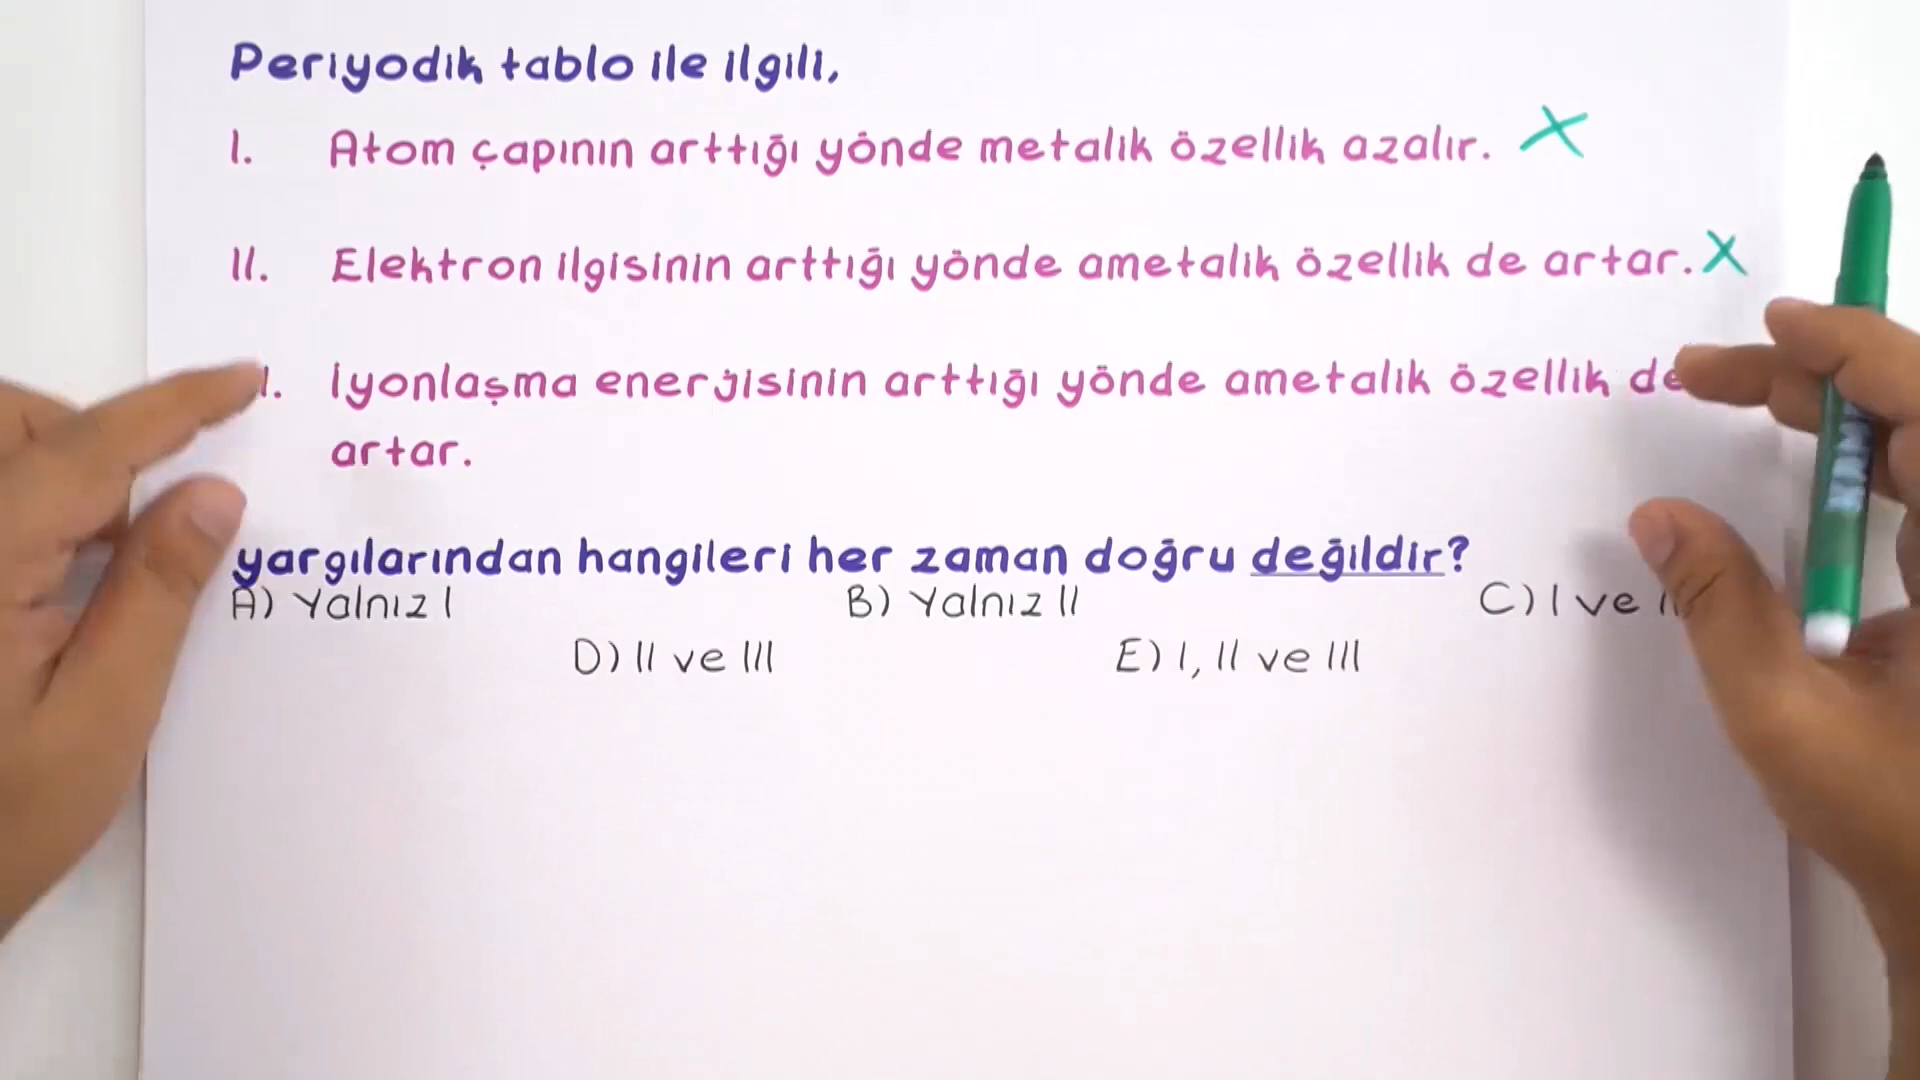 Periyodik tablo ile ilgili,
I. Atom çapının arttığı yönde metalik özellik azalır. X
II. Elektron ilgisinin arttığı yönde ametalik özellik de artar. X
İyonlaşma enerjisinin arttığı yönde ametalik özellik de
artar.
yargılarından hangileri her zaman doğru değildir?
A) Yalnız I B) Yalnız II C) I ve
D) II ve III E) I, II ve III